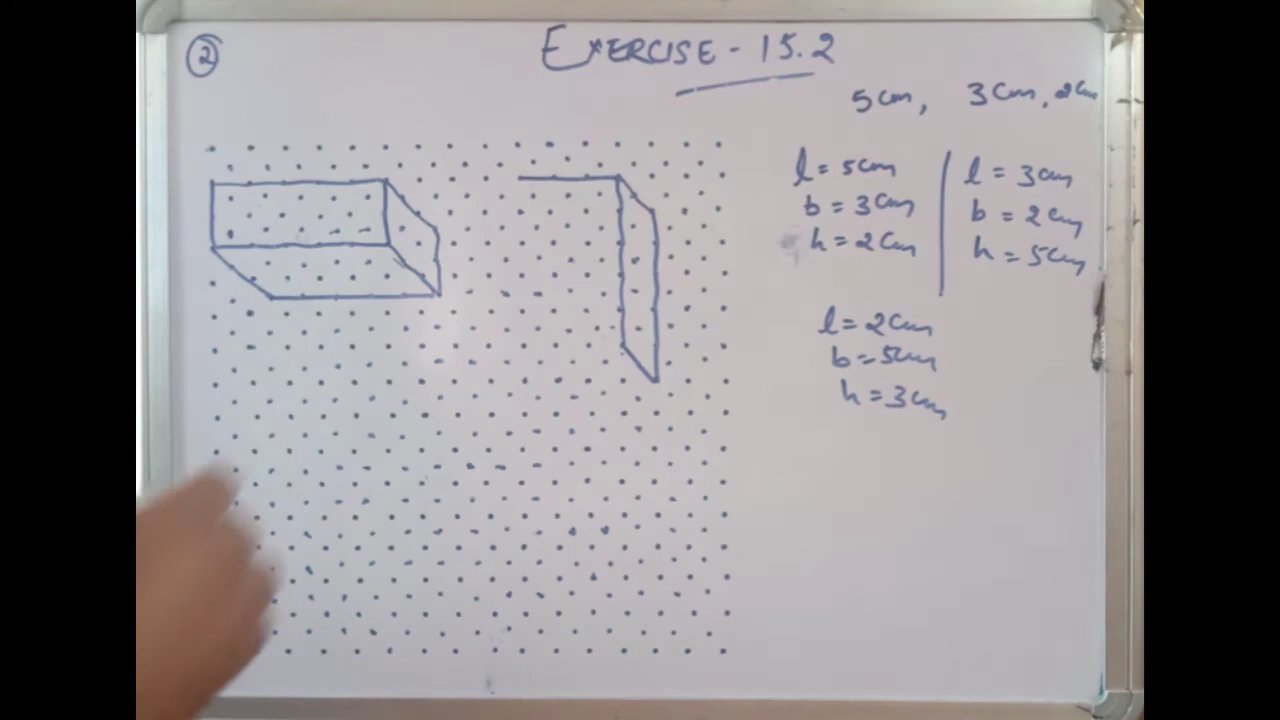 ②
EXERCISE - 15.2
5cm, 3cm, 2cm
l = 5cm
b = 3cm
h = 2cm
l = 3cm
b = 2cm
h = 5cm
l = 2cm
b = 5cm
h = 3cm